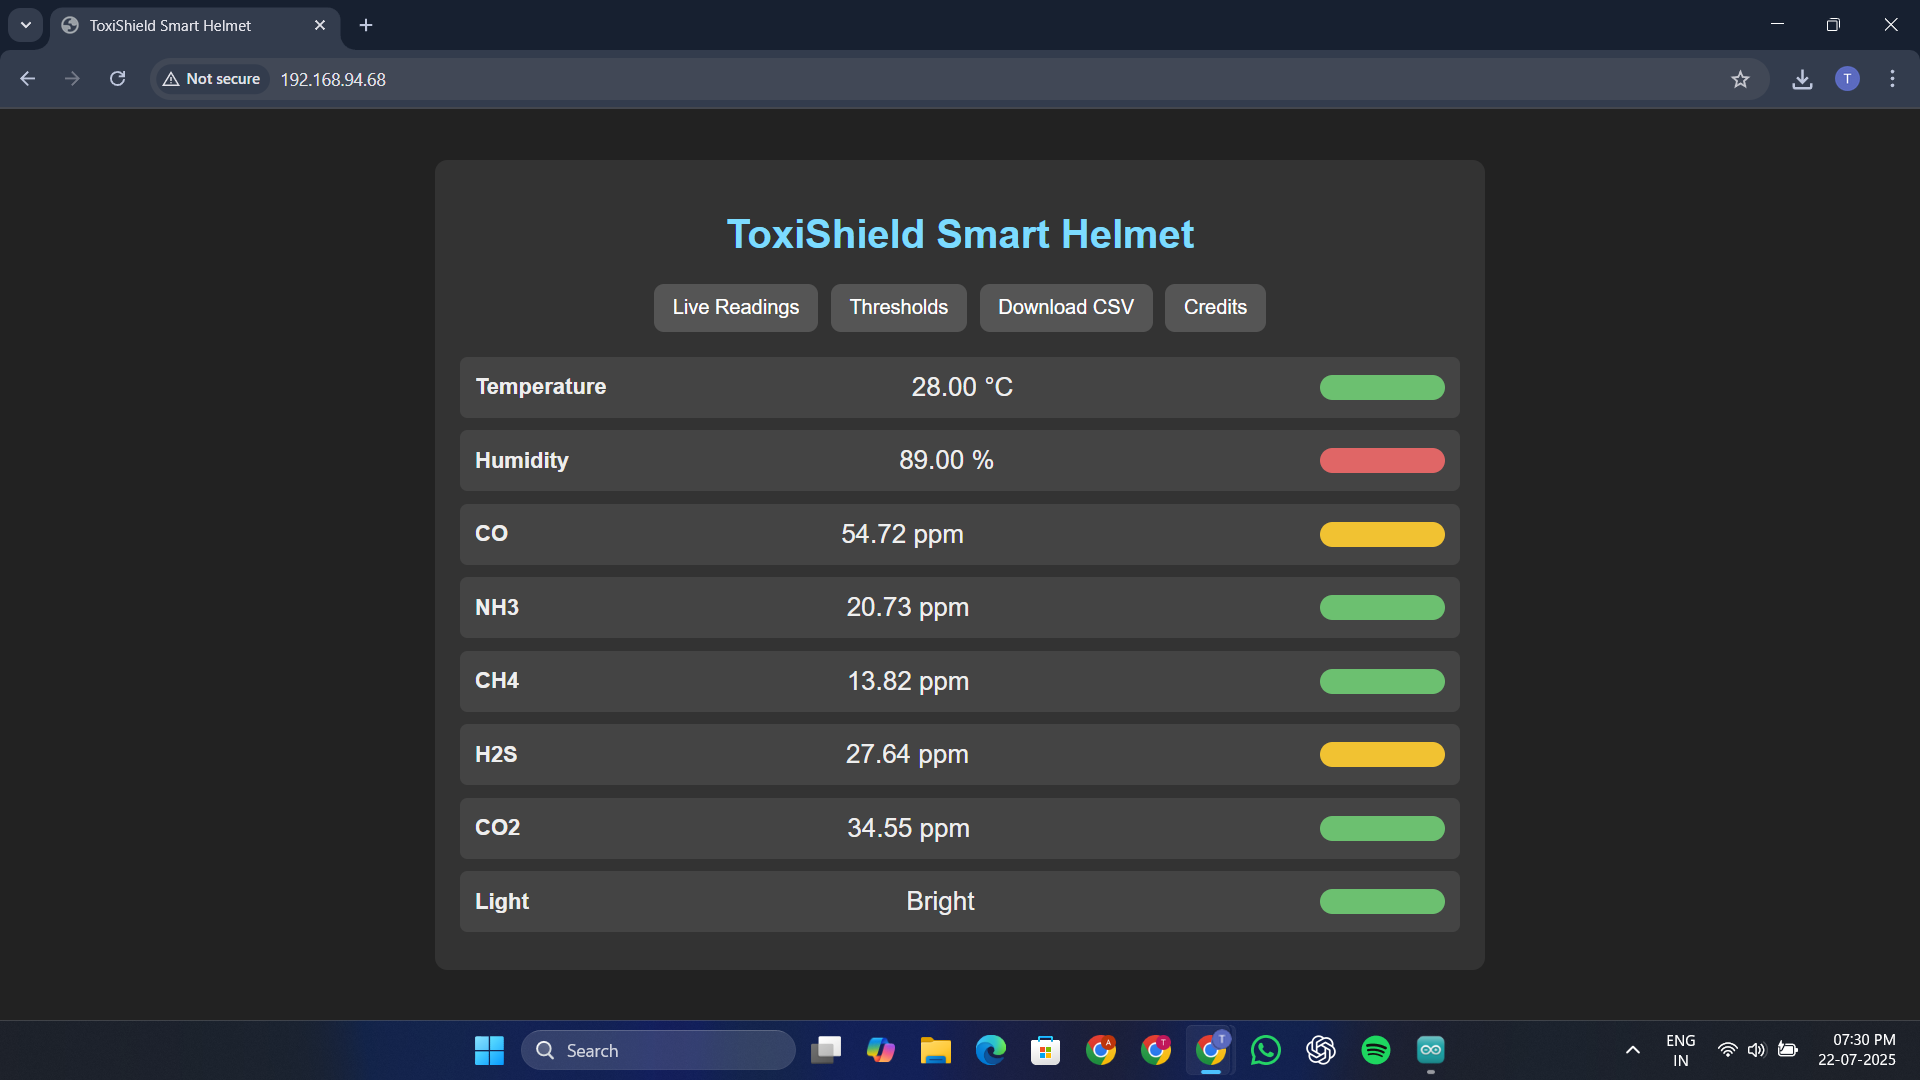 ToxiShield Smart Helmet
Not secure
192.168.94.68
T
ToxiShield Smart Helmet
Live Readings
Thresholds
Download CSV
Credits
Temperature 28.00 °C
Humidity 89.00 %
CO 54.72 ppm
NH3 20.73 ppm
CH4 13.82 ppm
H2S 27.64 ppm
CO2 34.55 ppm
Light Bright
Search
A
T
T
ENG
IN
07:30 PM
22-07-2025